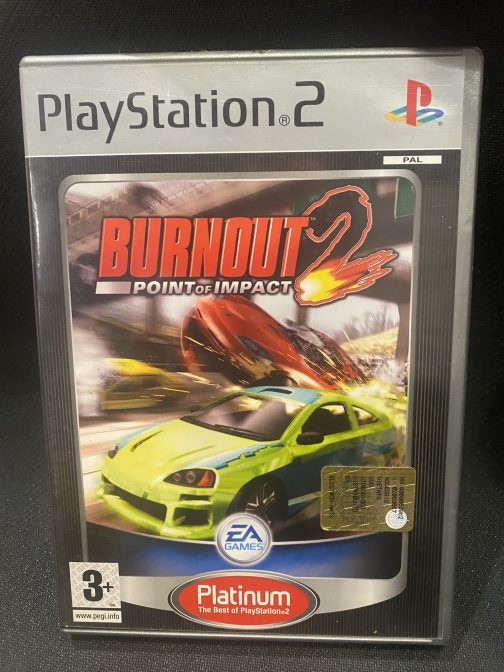 PlayStation®2
PAL
BURNOUT 2™
POINT OF IMPACT
EA
GAMES
3+
www.pegi.info
Platinum
The Best of PlayStation®2